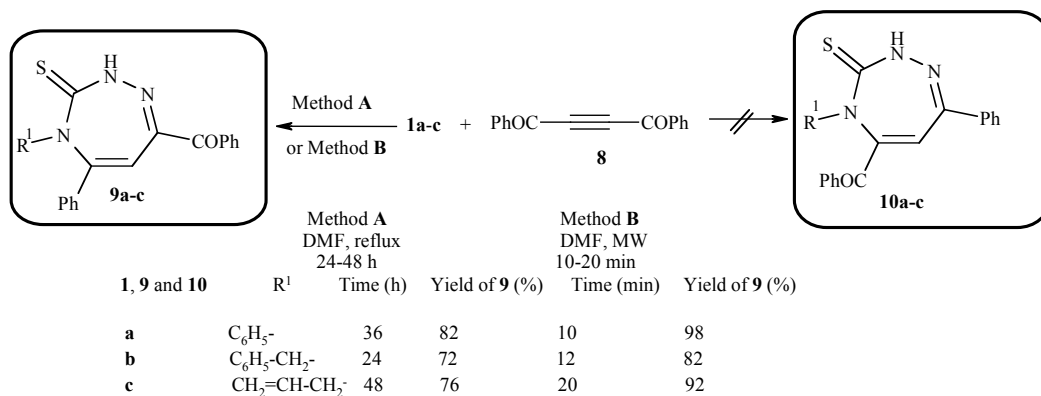 H
S
NH
N
R¹
N
COPh
Ph
9a-c
Method A
or Method B
1a-c + PhOC COPh
8
H
S
NH
N
R¹
N
Ph
PhOC
10a-c
Method A
DMF, reflux
24-48 h
Method B
DMF, MW
10-20 min
1, 9 and 10 R¹ Time (h) Yield of 9 (%) Time (min) Yield of 9 (%)
a C₆H₅- 36 82 10 98
b C₆H₅-CH₂- 24 72 12 82
c CH₂=CH-CH₂- 48 76 20 92